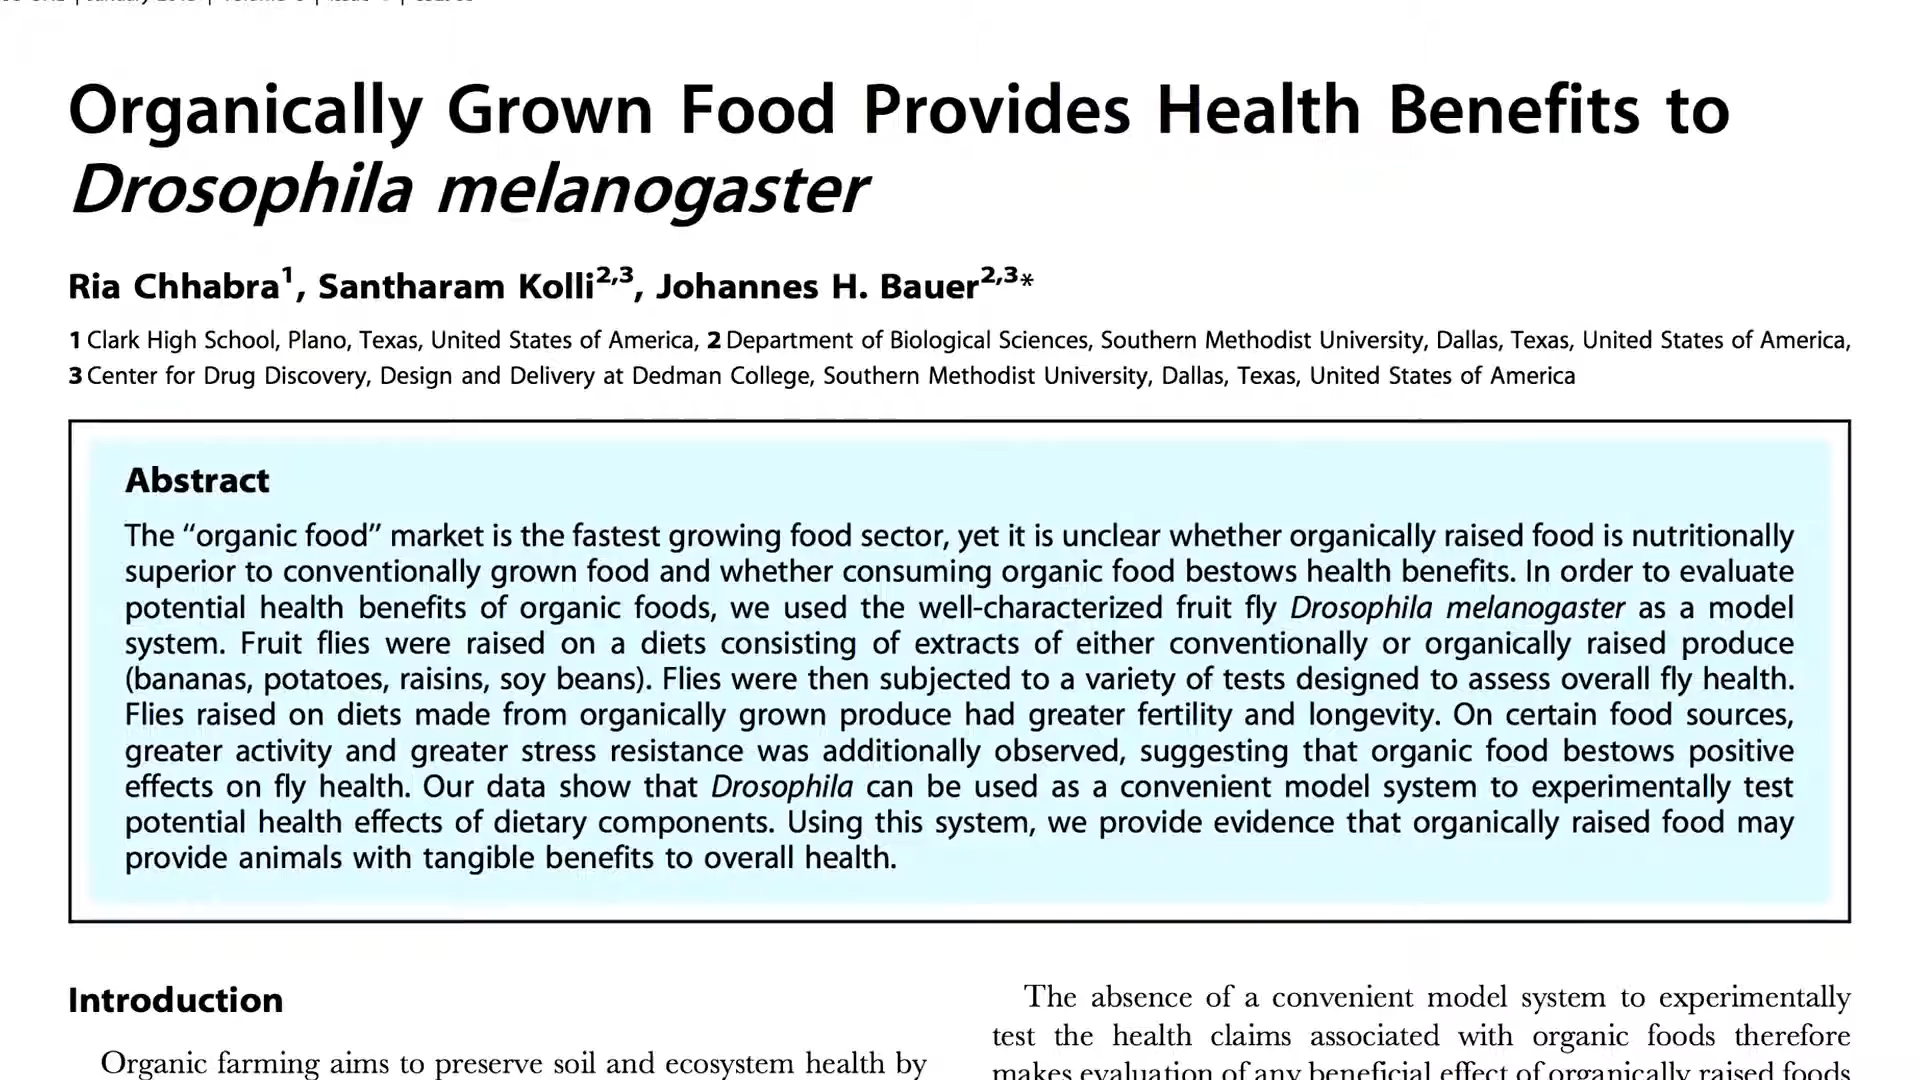 Organically Grown Food Provides Health Benefits to
Drosophila melanogaster
Ria Chhabra1, Santharam Kolli2,3, Johannes H. Bauer2,3*
1 Clark High School, Plano, Texas, United States of America, 2 Department of Biological Sciences, Southern Methodist University, Dallas, Texas, United States of America,
3 Center for Drug Discovery, Design and Delivery at Dedman College, Southern Methodist University, Dallas, Texas, United States of America
Abstract
The “organic food” market is the fastest growing food sector, yet it is unclear whether organically raised food is nutritionally
superior to conventionally grown food and whether consuming organic food bestows health benefits. In order to evaluate
potential health benefits of organic foods, we used the well-characterized fruit fly Drosophila melanogaster as a model
system. Fruit flies were raised on a diets consisting of extracts of either conventionally or organically raised produce
(bananas, potatoes, raisins, soy beans). Flies were then subjected to a variety of tests designed to assess overall fly health.
Flies raised on diets made from organically grown produce had greater fertility and longevity. On certain food sources,
greater activity and greater stress resistance was additionally observed, suggesting that organic food bestows positive
effects on fly health. Our data show that Drosophila can be used as a convenient model system to experimentally test
potential health effects of dietary components. Using this system, we provide evidence that organically raised food may
provide animals with tangible benefits to overall health.
Introduction
Organic farming aims to preserve soil and ecosystem health by
The absence of a convenient model system to experimentally
test the health claims associated with organic foods therefore
makes evaluation of any beneficial effect of organically raised foods